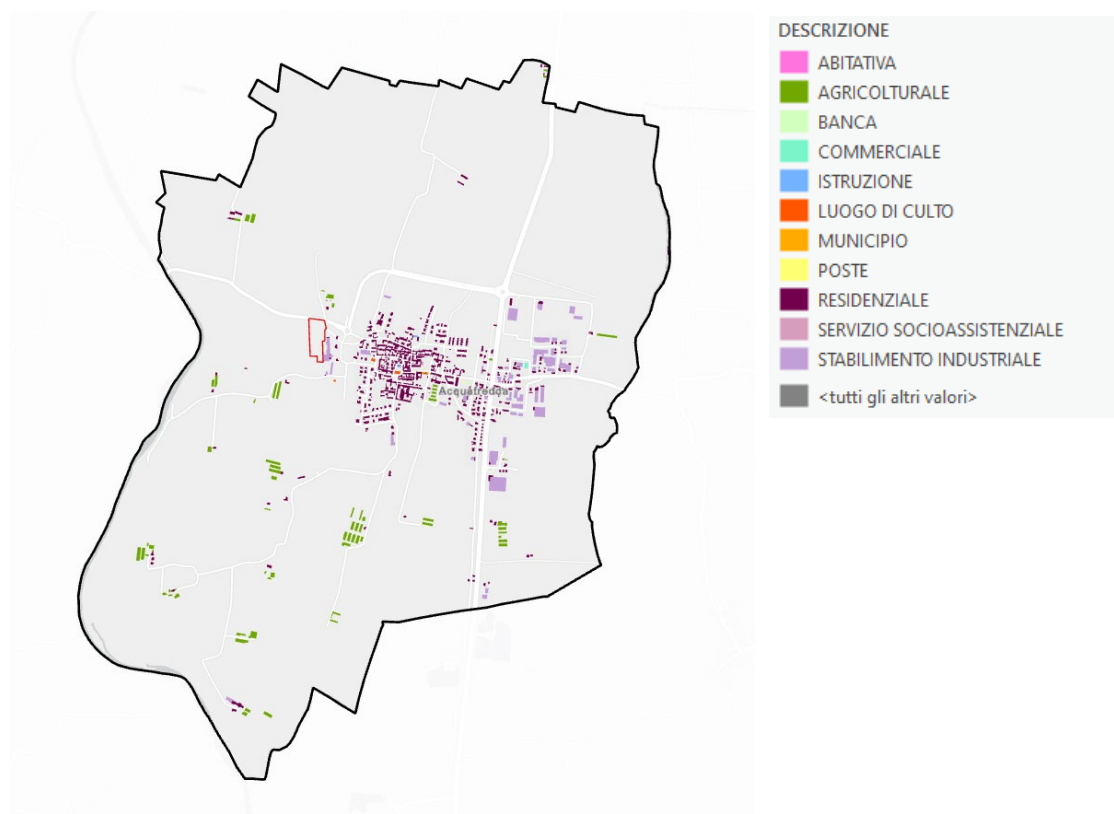 DESCRIZIONE
ABITATIVA
AGRICOLTURALE
BANCA
COMMERCIALE
ISTRUZIONE
LUOGO DI CULTO
MUNICIPIO
POSTE
RESIDENZIALE
SERVIZIO SOCIOASSISTENZIALE
STABILIMENTO INDUSTRIALE
<tutti gli altri valori>
Acquafredda